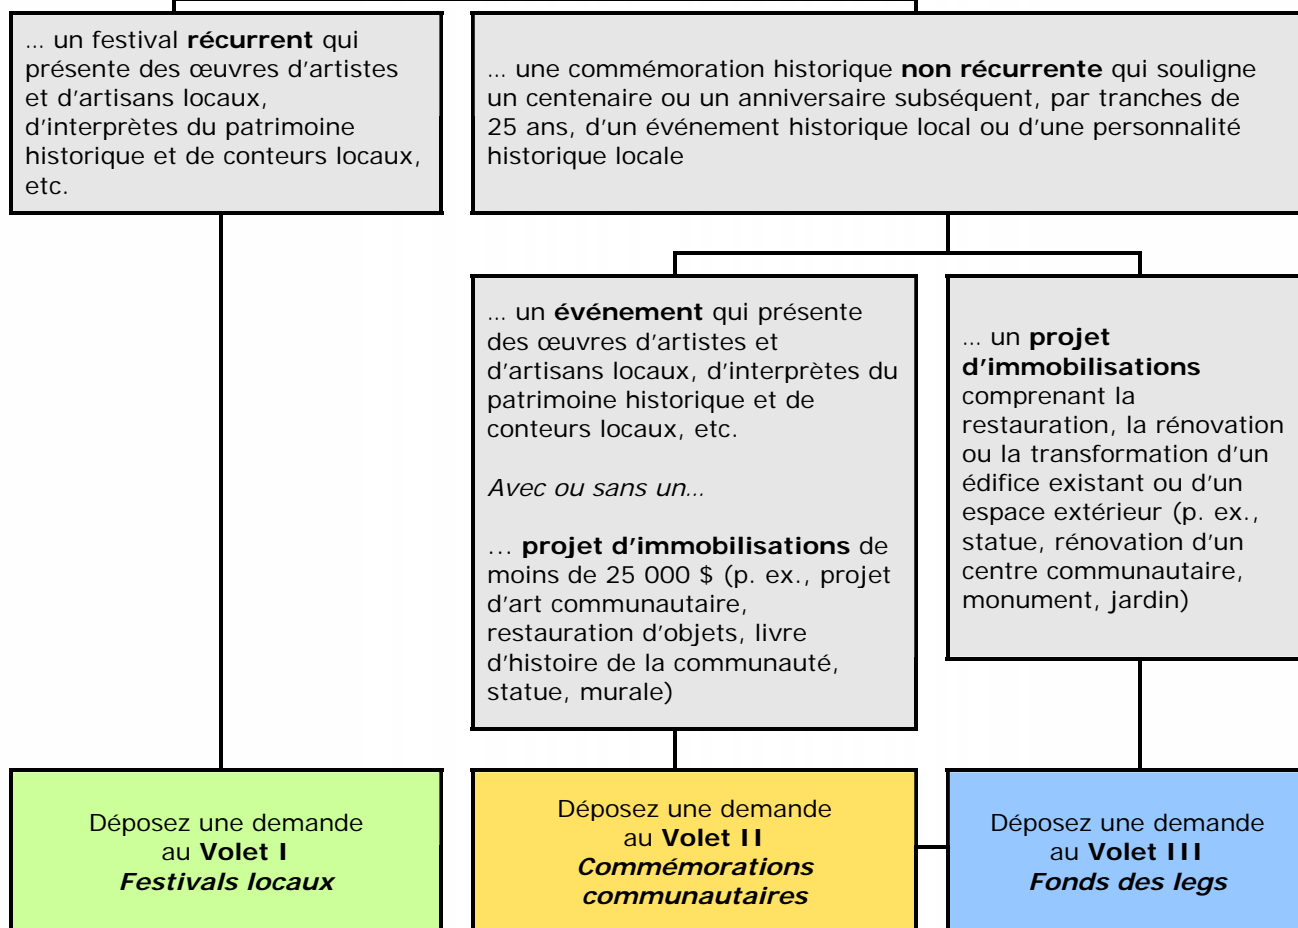 ... un festival récurrent qui
présente des œuvres d'artistes
et d'artisans locaux,
d'interprètes du patrimoine
historique et de conteurs locaux,
etc.
... une commémoration historique non récurrente qui souligne
un centenaire ou un anniversaire subséquent, par tranches de
25 ans, d'un événement historique local ou d'une personnalité
historique locale
... un événement qui présente
des œuvres d'artistes et
d'artisans locaux, d'interprètes du
patrimoine historique et de
conteurs locaux, etc.
Avec ou sans un...
... projet d'immobilisations de
moins de 25 000 $ (p. ex., projet
d'art communautaire,
restauration d'objets, livre
d'histoire de la communauté,
statue, murale)
... un projet
d'immobilisations
comprenant la
restauration, la rénovation
ou la transformation d'un
édifice existant ou d'un
espace extérieur (p. ex.,
statue, rénovation d'un
centre communautaire,
monument, jardin)
Déposez une demande
au Volet I
Festivals locaux
Déposez une demande
au Volet II
Commémorations
communautaires
Déposez une demande
au Volet III
Fonds des legs